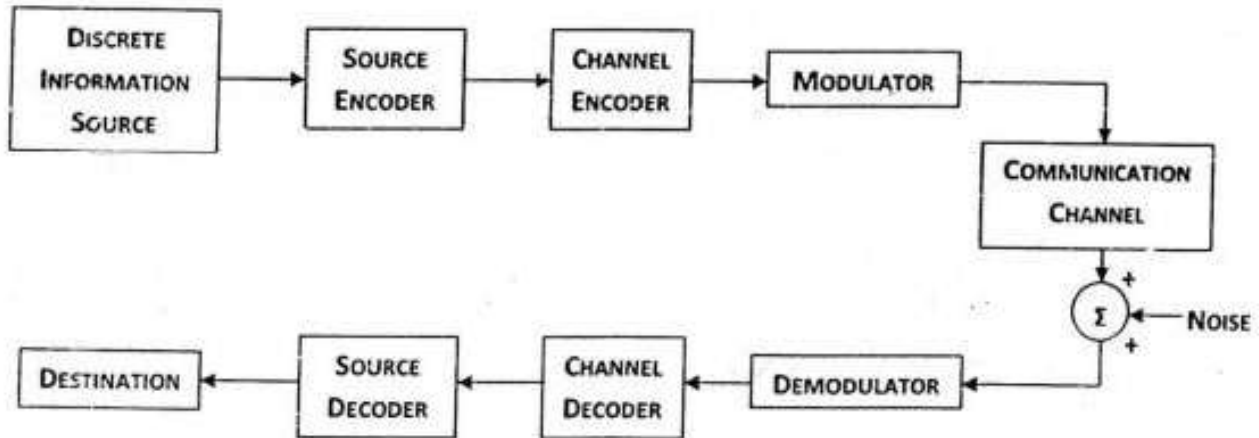 DISCRETE
INFORMATION
SOURCE
SOURCE
ENCODER
CHANNEL
ENCODER
MODULATOR
COMMUNICATION
CHANNEL
+
Σ
NOISE
+
DEMODULATOR
CHANNEL
DECODER
SOURCE
DECODER
DESTINATION